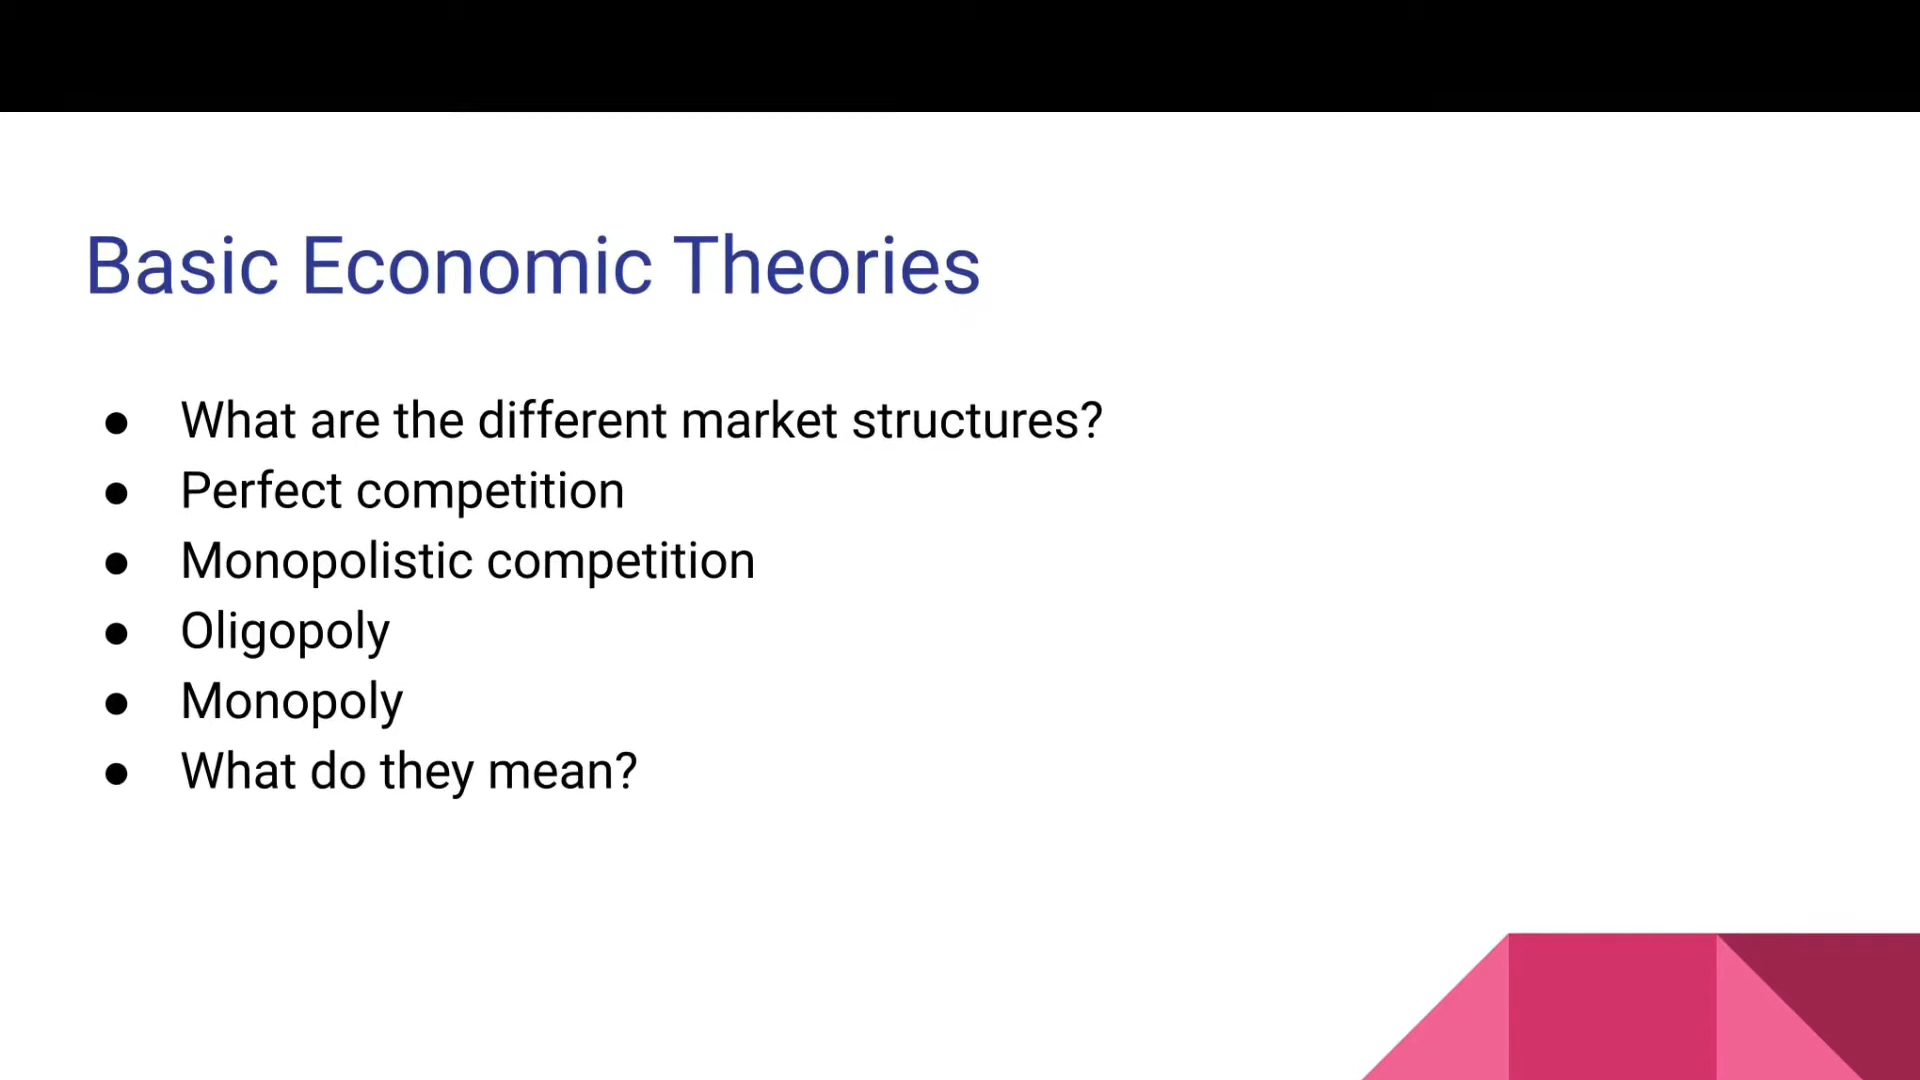 Basic Economic Theories
● What are the different market structures?
● Perfect competition
● Monopolistic competition
● Oligopoly
● Monopoly
● What do they mean?